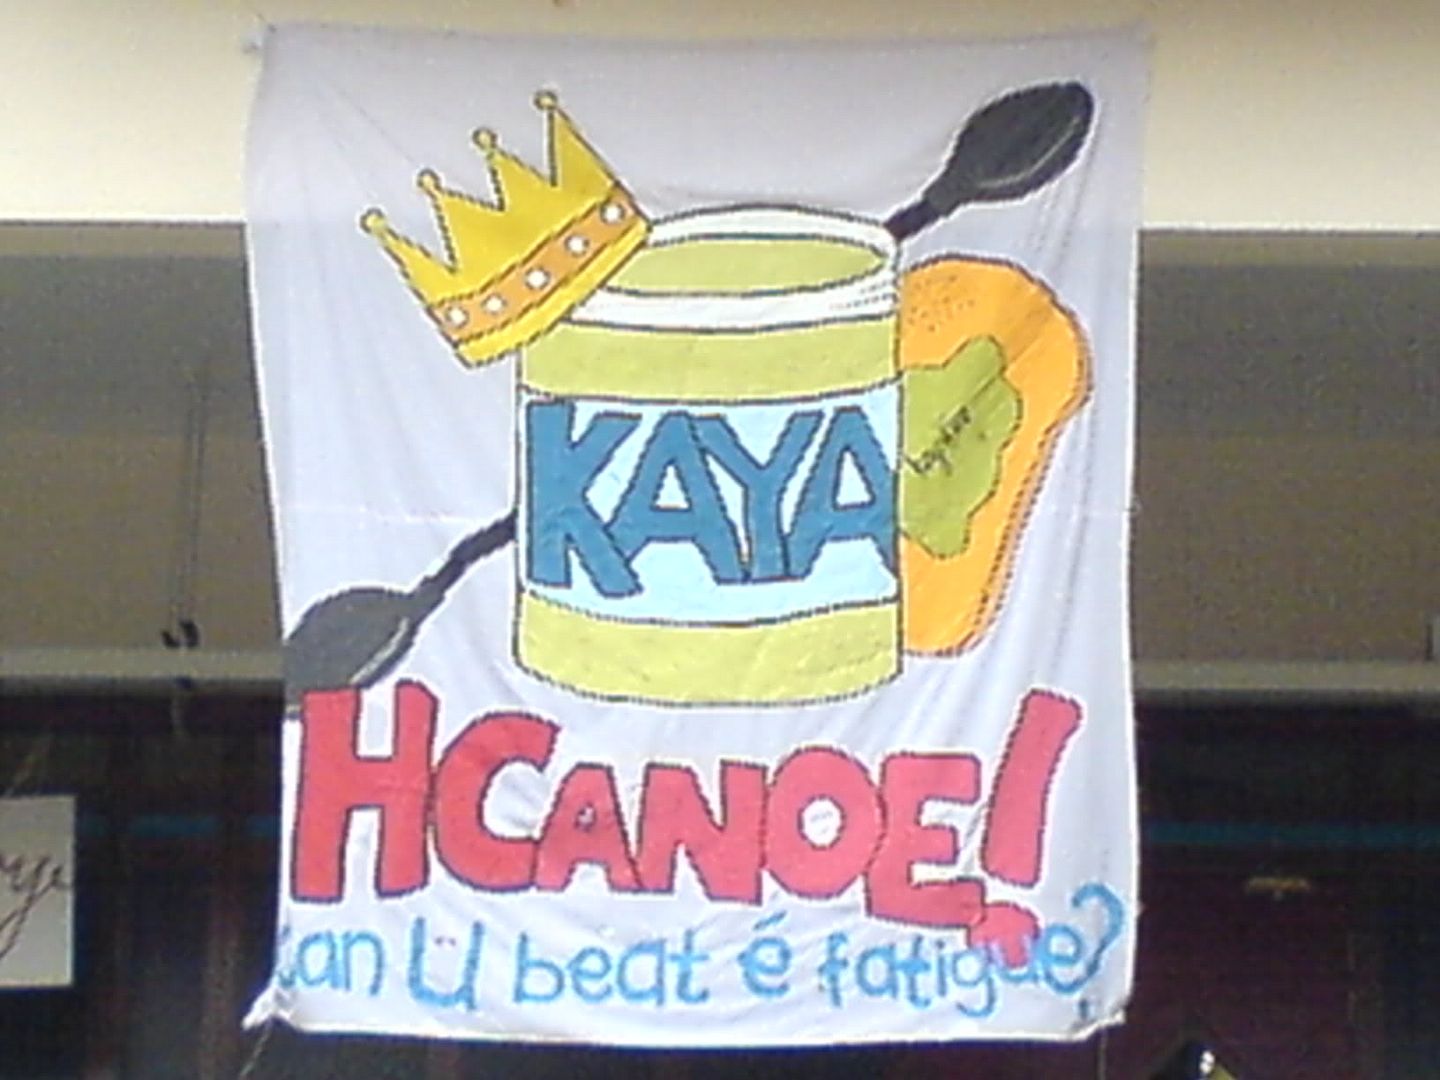 KAYA
HCANOE!
Can U beat é fatigue?